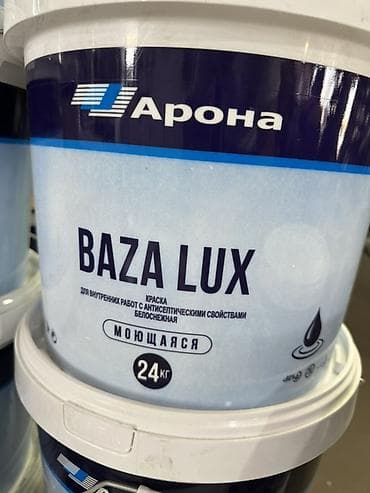 Арона
BAZA LUX
КРАСКА
ДЛЯ ВНУТРЕННИХ РАБОТ С АНТИСЕПТИЧЕСКИМИ СВОЙСТВАМИ
БЕЛОСНЕЖНАЯ
МОЮЩАЯСЯ
24КГ